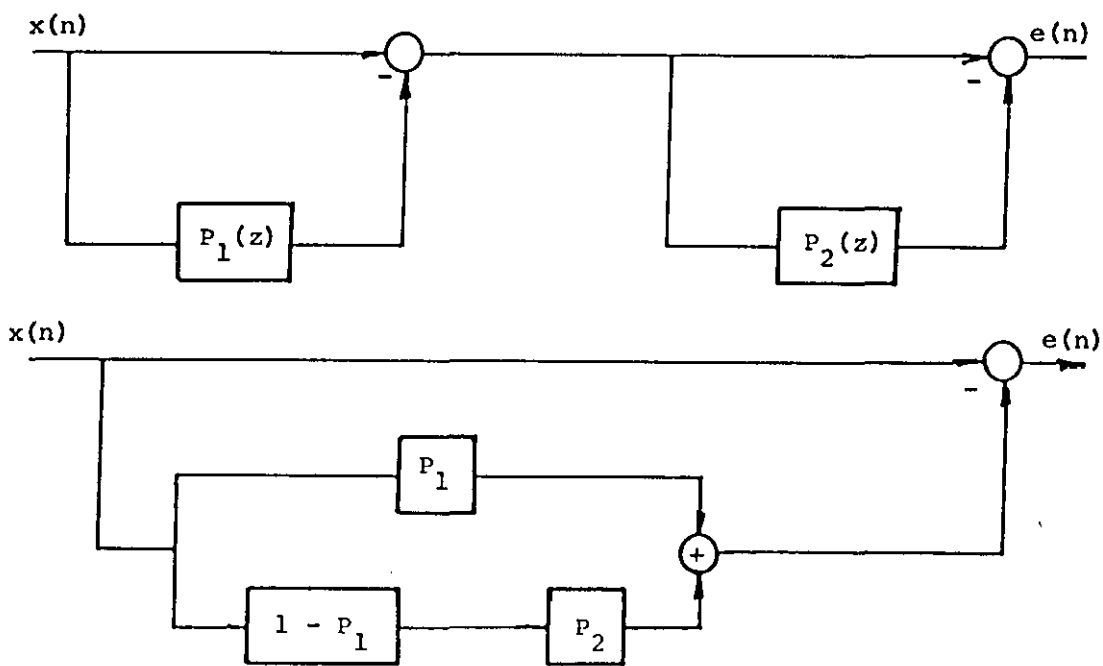 x(n)
e(n)
-
-
P1(z)
P2(z)
x(n)
e(n)
-
P1
+
1 - P1
P2